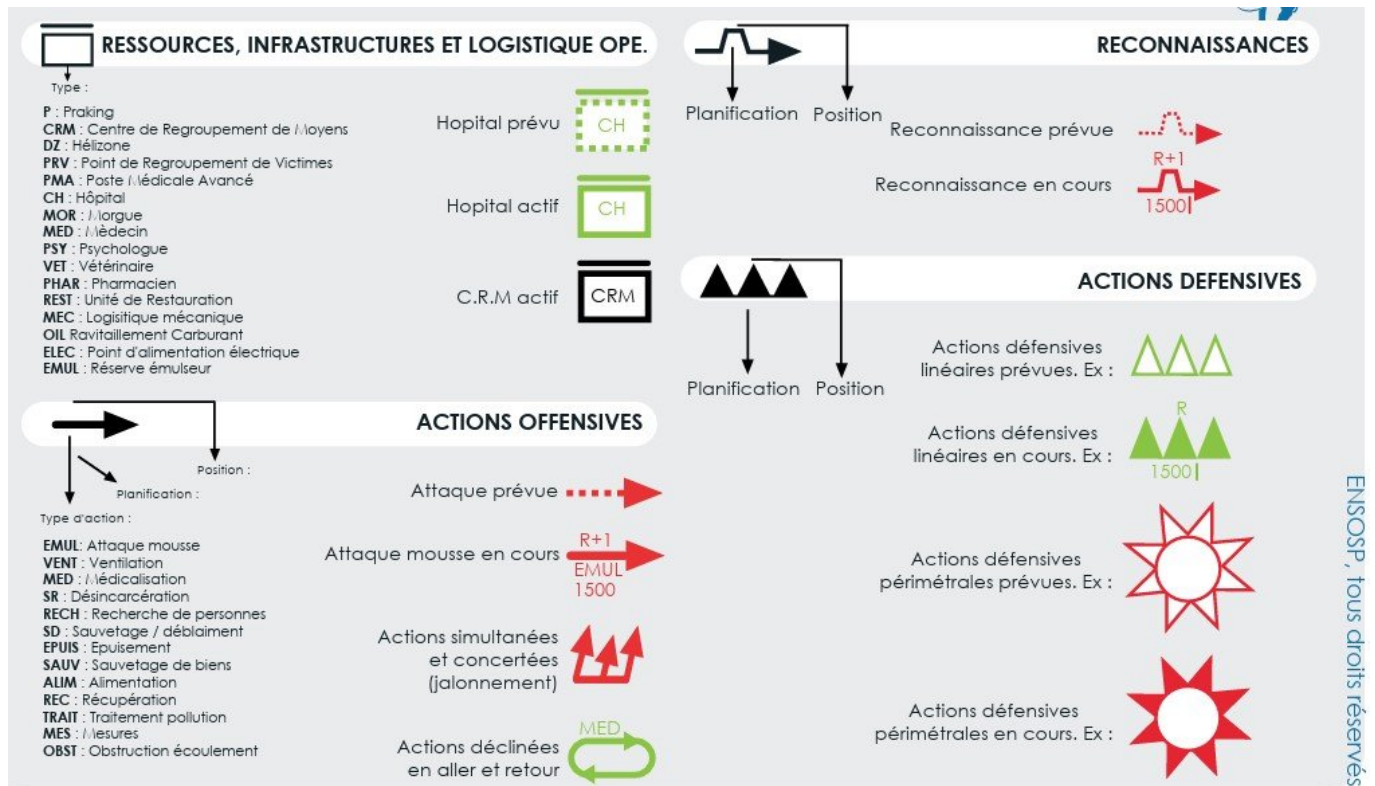 RESSOURCES, INFRASTRUCTURES ET LOGISTIQUE OPE.
Type :
P : Praking
CRM : Centre de Regroupement de Moyens
DZ : Hélizone
PRV : Point de Regroupement de Victimes
PMA : Poste Médicale Avancé
CH : Hôpital
MOR : Morgue
MED : Mèdecin
PSY : Psychologue
VET : Vétérinaire
PHAR : Pharmacien
REST : Unité de Restauration
MEC : Logisitique mécanique
OIL Ravitaillement Carburant
ELEC : Point d'alimentation électrique
EMUL : Réserve émulseur
Hopital prévu
CH
Hopital actif
CH
C.R.M actif
CRM
ACTIONS OFFENSIVES
Position :
Planification :
Type d'action :
EMUL: Attaque mousse
VENT : Ventilation
MED : Médicalisation
SR : Désincarcération
RECH : Recherche de personnes
SD : Sauvetage / déblaiment
EPUIS : Epuisement
SAUV : Sauvetage de biens
ALIM : Alimentation
REC : Récupération
TRAIT : Traitement pollution
MES : Mesures
OBST : Obstruction écoulement
Attaque prévue
R+1
Attaque mousse en cours
EMUL
1500
Actions simultanées
et concertées
(jalonnement)
MED
Actions déclinées
en aller et retour
RECONNAISSANCES
Planification
Position
Reconnaissance prévue
R+1
Reconnaissance en cours
1500
ACTIONS DEFENSIVES
Planification
Position
Actions défensives
linéaires prévues. Ex :
R
Actions défensives
linéaires en cours. Ex :
1500
Actions défensives
périmétrales prévues. Ex :
Actions défensives
périmétrales en cours. Ex :
ENSOSP, tous droits réservés